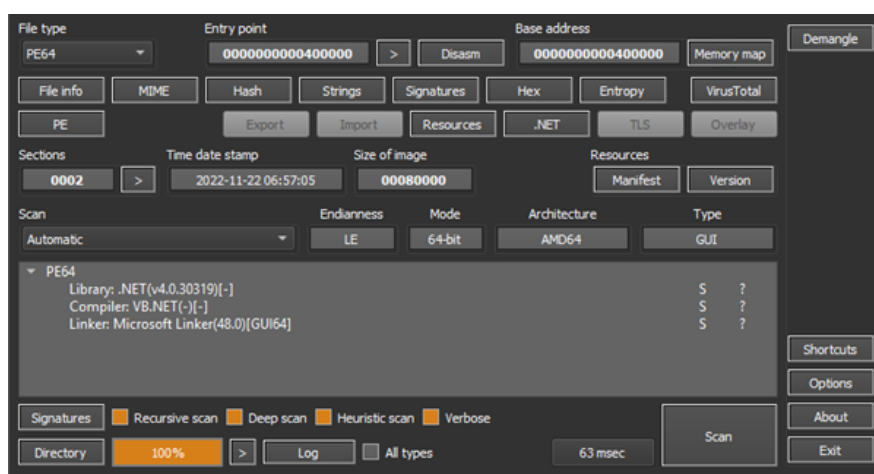 File type Entry point Base address
PE64 0000000000400000 > Disasm 0000000000400000 Memory map Demangle
File info MIME Hash Strings Signatures Hex Entropy VirusTotal
PE Export Import Resources .NET TLS Overlay
Sections Time date stamp Size of image Resources
0002 > 2022-11-22 06:57:05 00080000 Manifest Version
Scan Endianness Mode Architecture Type
Automatic LE 64-bit AMD64 GUI
PE64
Library: .NET(v4.0.30319)[-] S ?
Compiler: VB.NET(-)[-] S ?
Linker: Microsoft Linker(48.0)[GUI64] S ?
Shortcuts
Options
Signatures Recursive scan Deep scan Heuristic scan Verbose Scan About
Directory 100% > Log All types 63 msec Exit